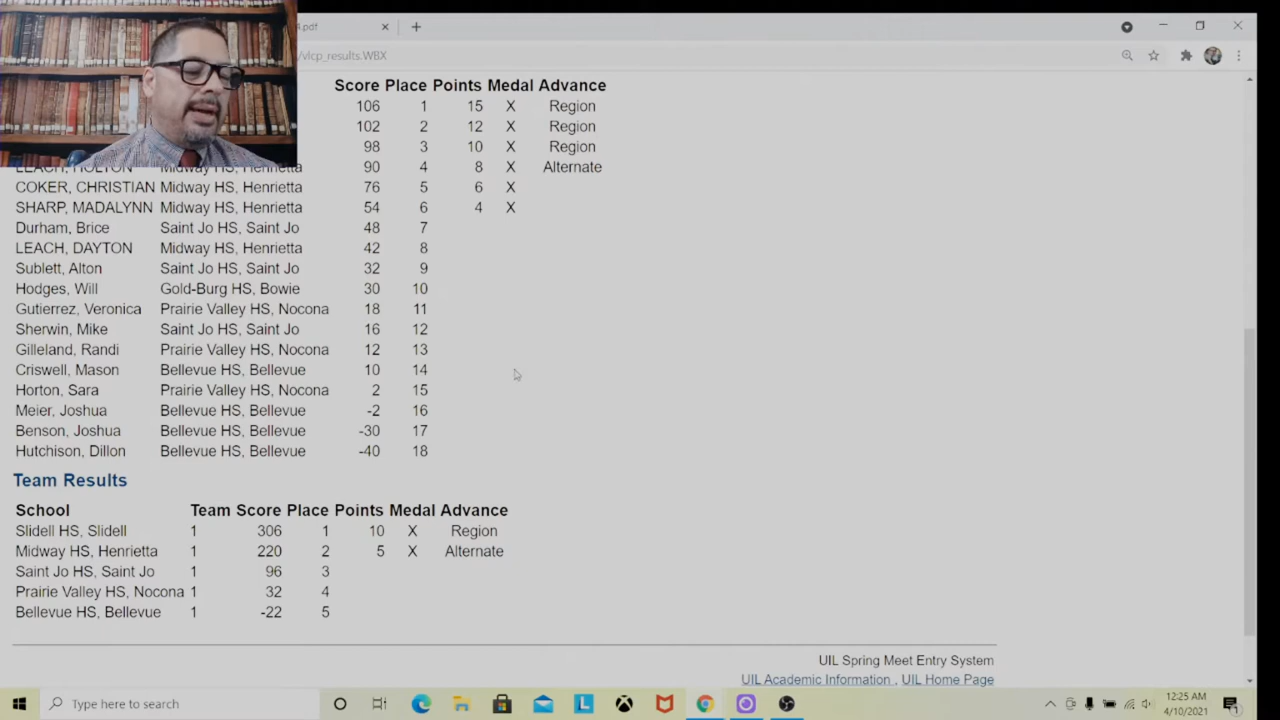 4.pdf
/vlcp_results.WBX
Score Place Points Medal Advance
106 1 15 X Region
102 2 12 X Region
98 3 10 X Region
LEACH, HOLTON Midway HS, Henrietta 90 4 8 X Alternate
COKER, CHRISTIAN Midway HS, Henrietta 76 5 6 X
SHARP, MADALYNN Midway HS, Henrietta 54 6 4 X
Durham, Brice Saint Jo HS, Saint Jo 48 7
LEACH, DAYTON Midway HS, Henrietta 42 8
Sublett, Alton Saint Jo HS, Saint Jo 32 9
Hodges, Will Gold-Burg HS, Bowie 30 10
Gutierrez, Veronica Prairie Valley HS, Nocona 18 11
Sherwin, Mike Saint Jo HS, Saint Jo 16 12
Gilleland, Randi Prairie Valley HS, Nocona 12 13
Criswell, Mason Bellevue HS, Bellevue 10 14
Horton, Sara Prairie Valley HS, Nocona 2 15
Meier, Joshua Bellevue HS, Bellevue -2 16
Benson, Joshua Bellevue HS, Bellevue -30 17
Hutchison, Dillon Bellevue HS, Bellevue -40 18
Team Results
School Team Score Place Points Medal Advance
Slidell HS, Slidell 1 306 1 10 X Region
Midway HS, Henrietta 1 220 2 5 X Alternate
Saint Jo HS, Saint Jo 1 96 3
Prairie Valley HS, Nocona 1 32 4
Bellevue HS, Bellevue 1 -22 5
UIL Spring Meet Entry System
UIL Academic Information , UIL Home Page
Type here to search
L
12:25 AM
4/10/2021
1